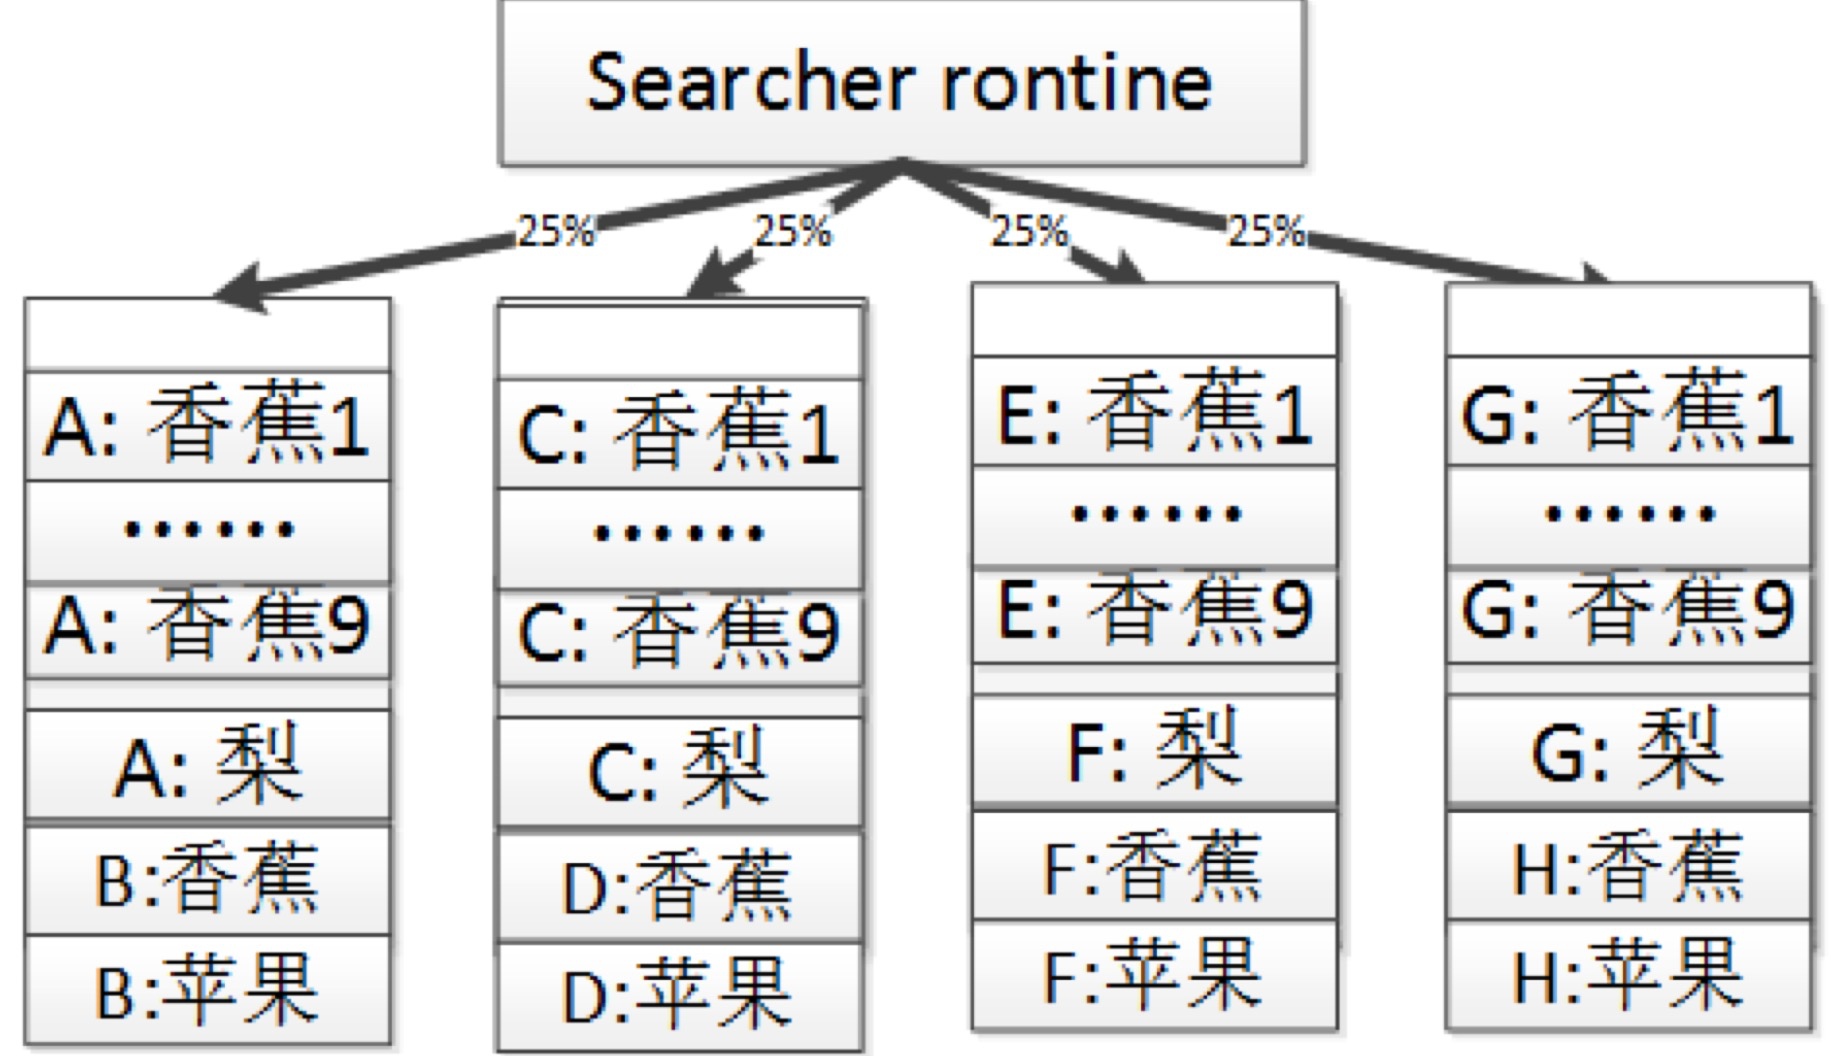 Searcher rontine
25%
25%
25%
25%
A: 香蕉1
……
A: 香蕉9
A: 梨
B:香蕉
B:苹果
C: 香蕉1
……
C: 香蕉9
C: 梨
D:香蕉
D:苹果
E: 香蕉1
……
E: 香蕉9
F: 梨
F:香蕉
F:苹果
G: 香蕉1
……
G: 香蕉9
G: 梨
H:香蕉
H:苹果